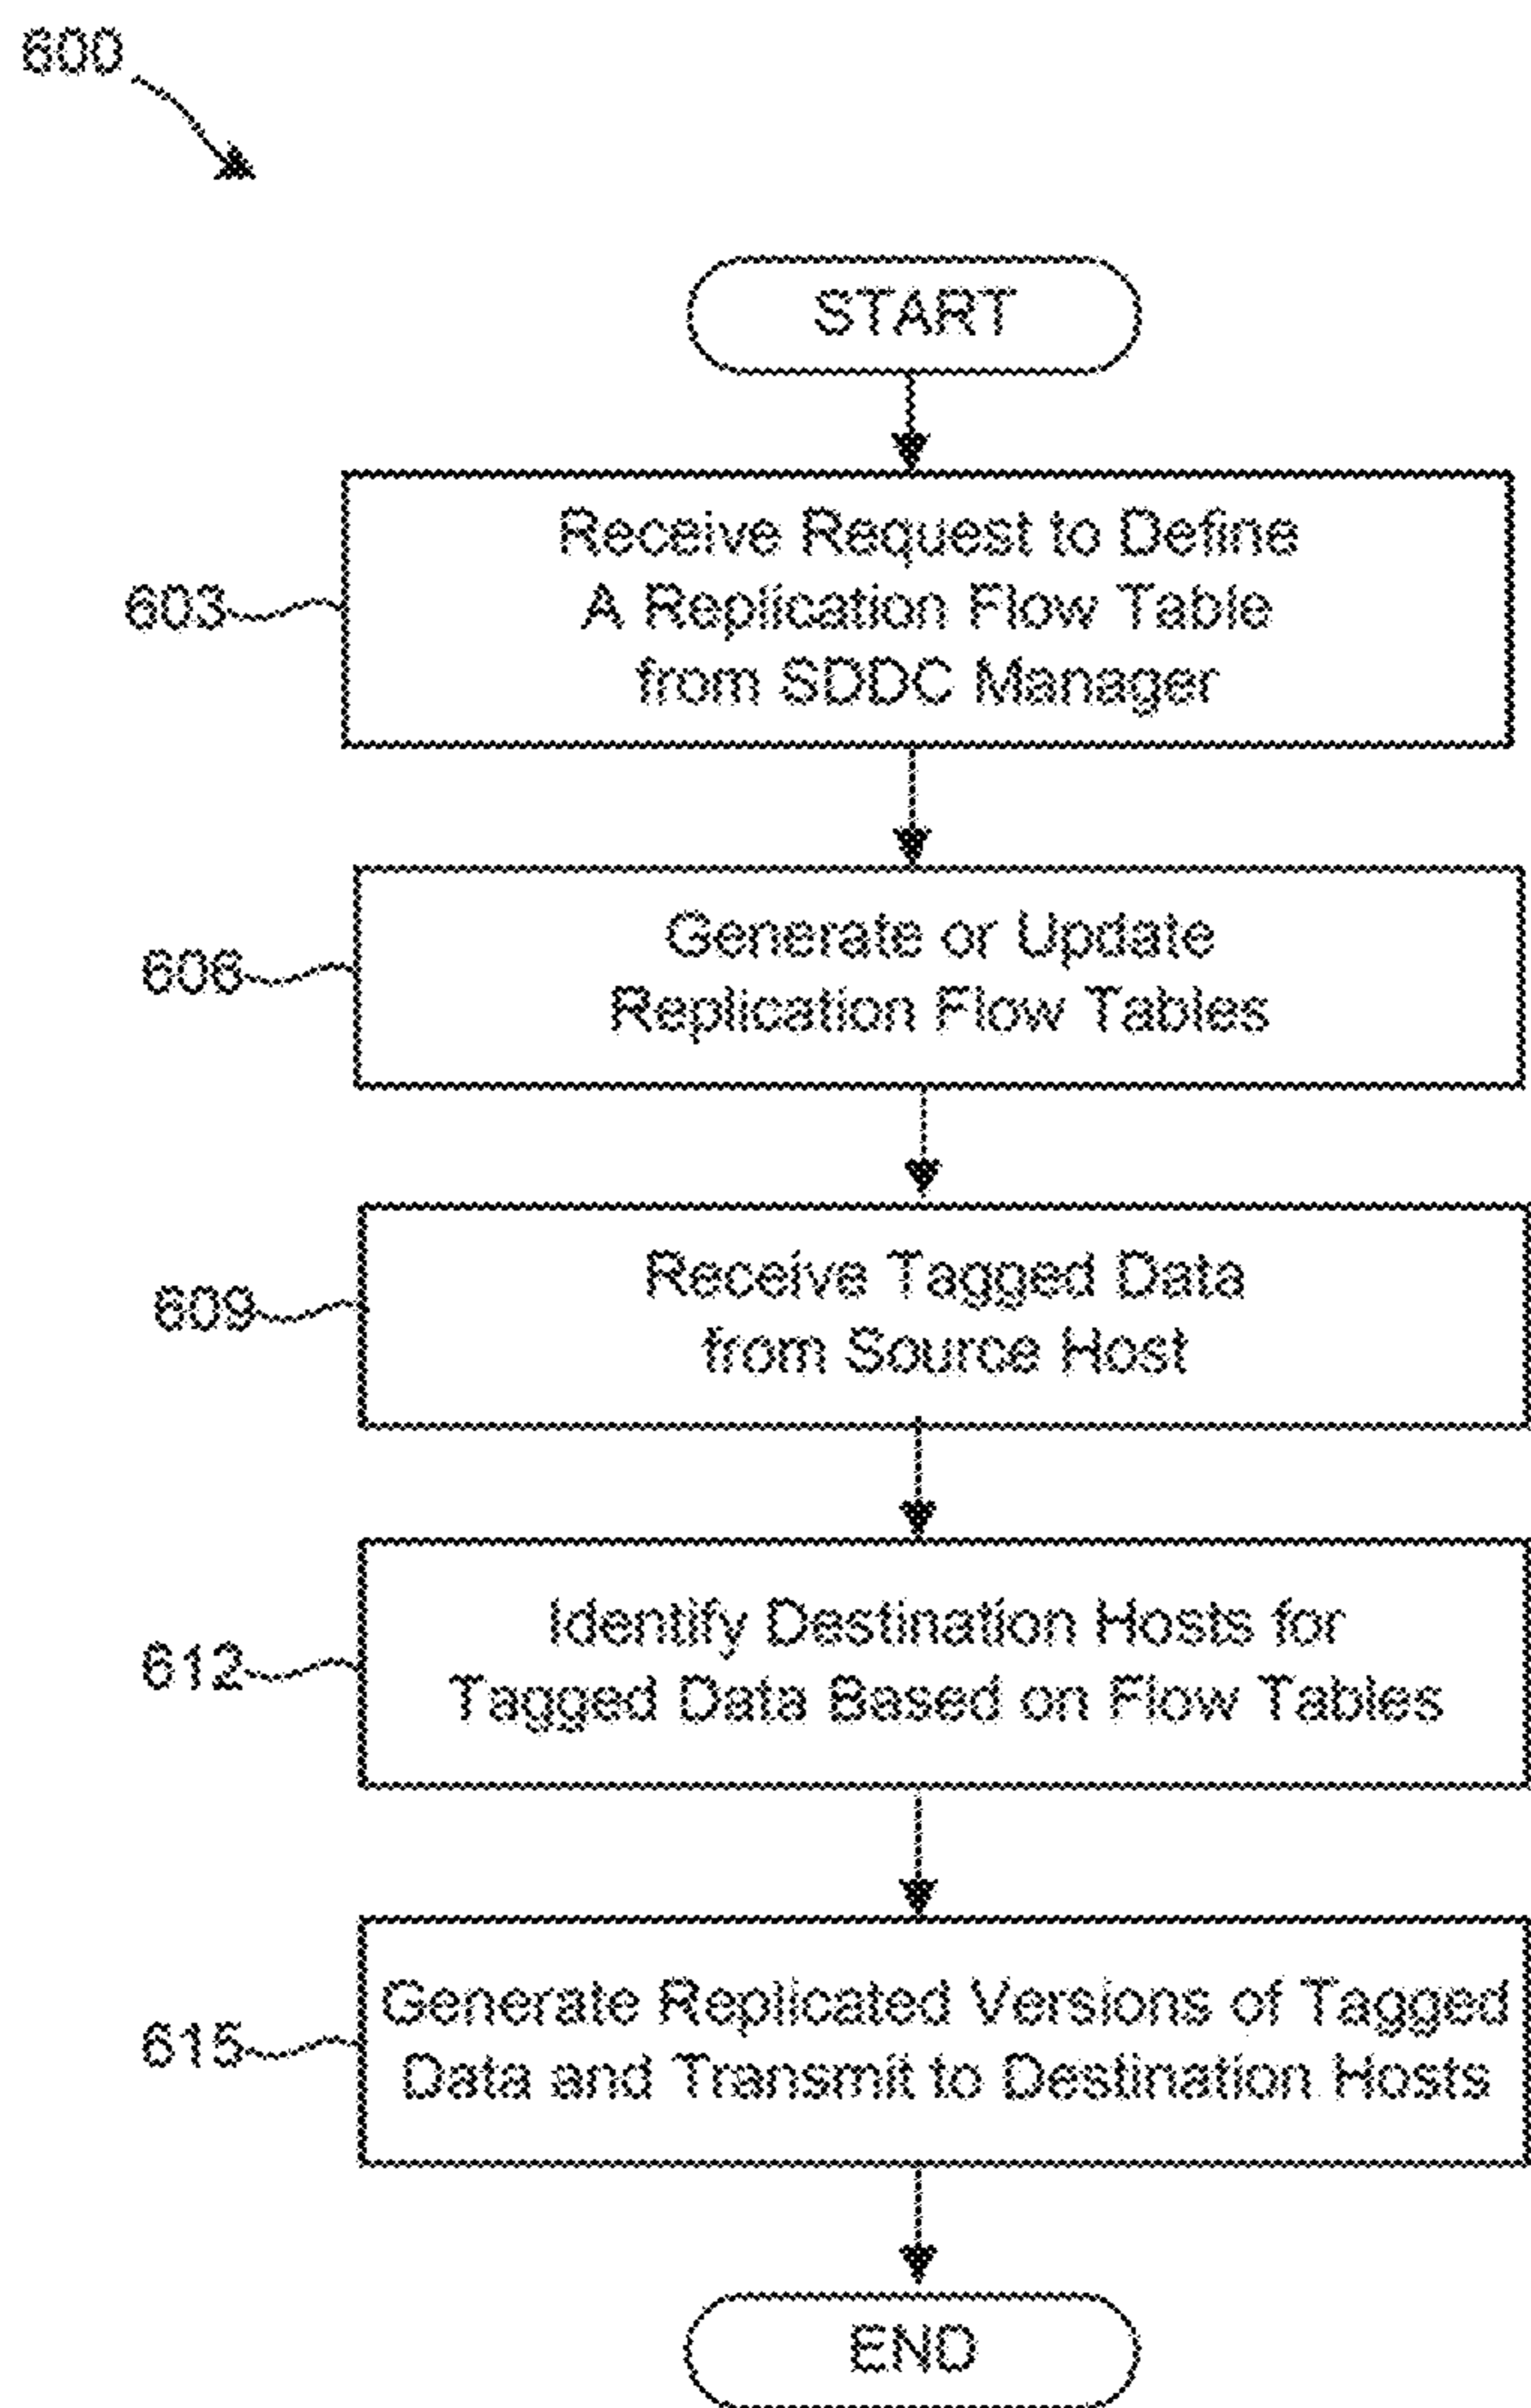 600
START
603
Receive Request to Define
A Replication Flow Table
from SDDC Manager
606
Generate or Update
Replication Flow Tables
609
Receive Tagged Data
from Source Host
612
Identify Destination Hosts for
Tagged Data Based on Flow Tables
615
Generate Replicated Versions of Tagged
Data and Transmit to Destination Hosts
END